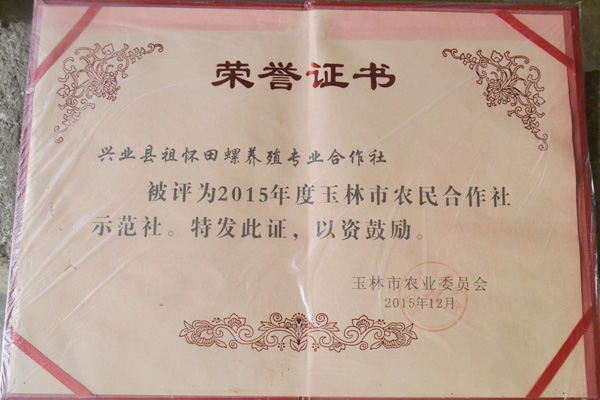 荣誉证书
兴业县祖怀田螺养殖专业合作社
被评为2015年度玉林市农民合作社
示范社。特发此证，以资鼓励。
玉林市农业委员会
2015年12月